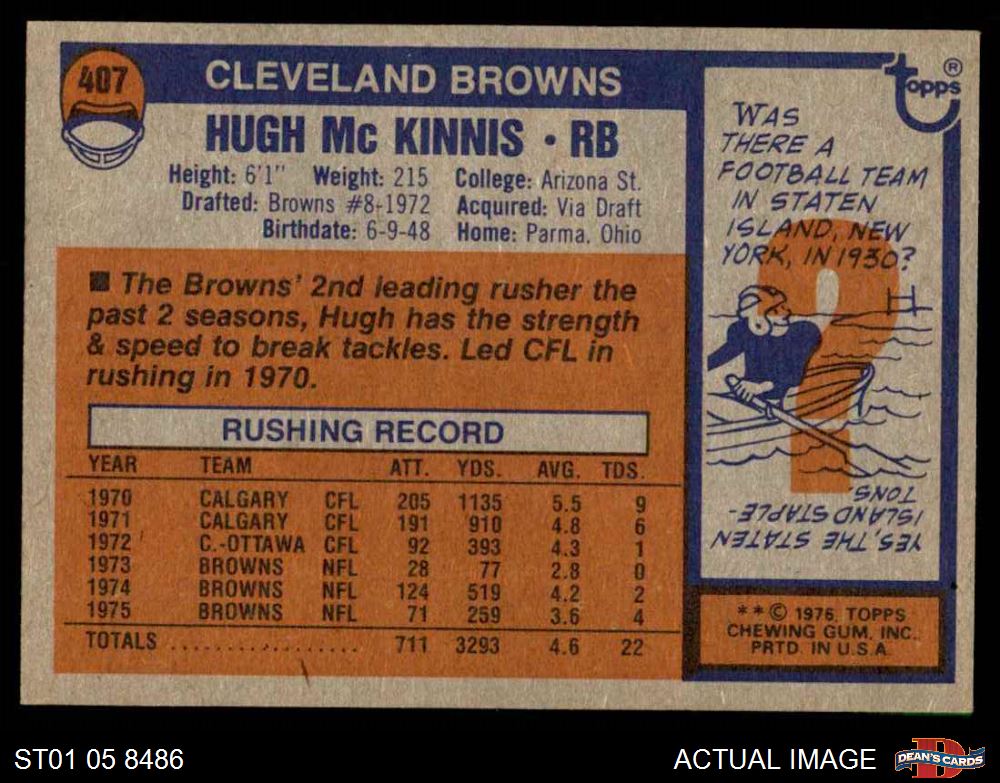 407
CLEVELAND BROWNS
HUGH Mc KINNIS • RB
Height: 6'1" Weight: 215 College: Arizona St.
Drafted: Browns #8-1972 Acquired: Via Draft
Birthdate: 6-9-48 Home: Parma, Ohio
■ The Browns' 2nd leading rusher the
past 2 seasons, Hugh has the strength
& speed to break tackles. Led CFL in
rushing in 1970.
RUSHING RECORD
YEAR TEAM ATT. YDS. AVG. TDS.
1970 CALGARY CFL 205 1135 5.5 9
1971 CALGARY CFL 191 910 4.8 6
1972 C.-OTTAWA CFL 92 393 4.3 1
1973 BROWNS NFL 28 77 2.8 0
1974 BROWNS NFL 124 519 4.2 2
1975 BROWNS NFL 71 259 3.6 4
TOTALS .................. 711 3293 4.6 22
Topps ®
WAS
THERE A
FOOTBALL TEAM
IN STATEN
ISLAND, NEW
YORK, IN 1930?
?
YES, THE STATEN
ISLAND STAPLE-
TONS.
** © 1976, TOPPS
CHEWING GUM, INC.
PRTD. IN U.S.A.
ST01 05 8486
ACTUAL IMAGE
D
DEAN'S CARDS